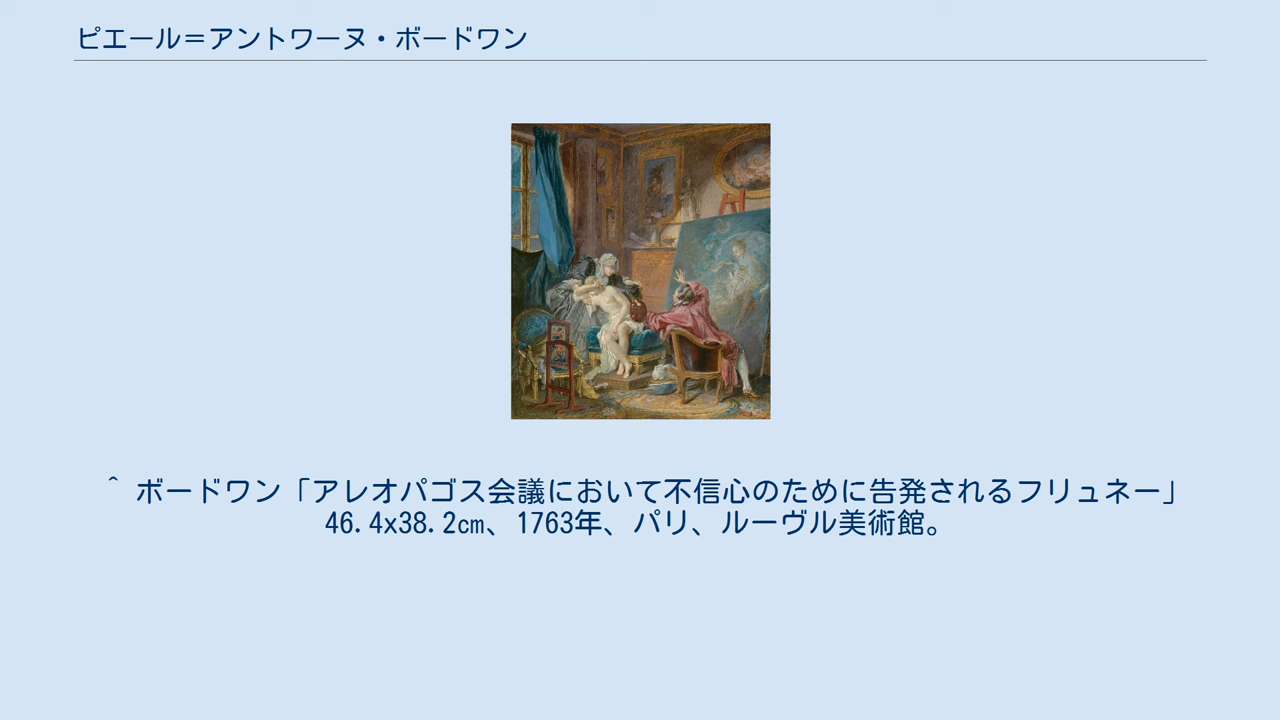 ピエール＝アントワーヌ・ボードワン
^ ボードワン「アレオパゴス会議において不信心のために告発されるフリュネー」
46.4x38.2cm、1763年、パリ、ルーヴル美術館。